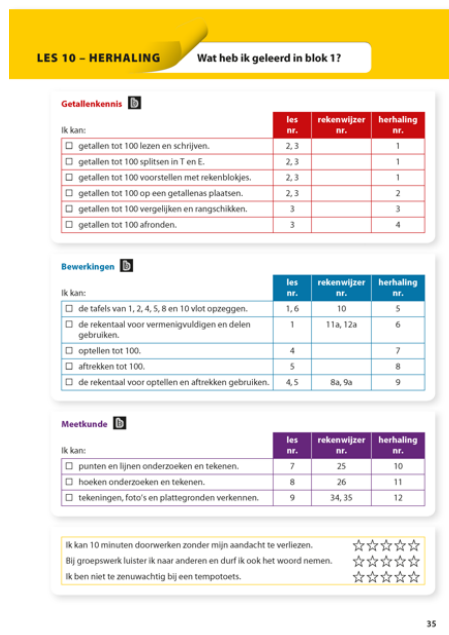 LES 10 – HERHALING Wat heb ik geleerd in blok 1?
Getallenkennis
Ik kan: les nr. rekenwijzer nr. herhaling nr.
getallen tot 100 lezen en schrijven. 2, 3 1
getallen tot 100 splitsen in T en E. 2, 3 1
getallen tot 100 voorstellen met rekenblokjes. 2, 3 1
getallen tot 100 op een getallenas plaatsen. 2, 3 2
getallen tot 100 vergelijken en rangschikken. 3 3
getallen tot 100 afronden. 3 4
Bewerkingen
Ik kan: les nr. rekenwijzer nr. herhaling nr.
de tafels van 1, 2, 4, 5, 8 en 10 vlot opzeggen. 1, 6 10 5
de rekentaal voor vermenigvuldigen en delen 1 11a, 12a 6
gebruiken.
optellen tot 100. 4 7
aftrekken tot 100. 5 8
de rekentaal voor optellen en aftrekken gebruiken. 4, 5 8a, 9a 9
Meetkunde
Ik kan: les nr. rekenwijzer nr. herhaling nr.
punten en lijnen onderzoeken en tekenen. 7 25 10
hoeken onderzoeken en tekenen. 8 26 11
tekeningen, foto's en plattegronden verkennen. 9 34, 35 12
Ik kan 10 minuten doorwerken zonder mijn aandacht te verliezen.
Bij groepswerk luister ik naar anderen en durf ik ook het woord nemen.
Ik ben niet te zenuwachtig bij een tempotoets.
35